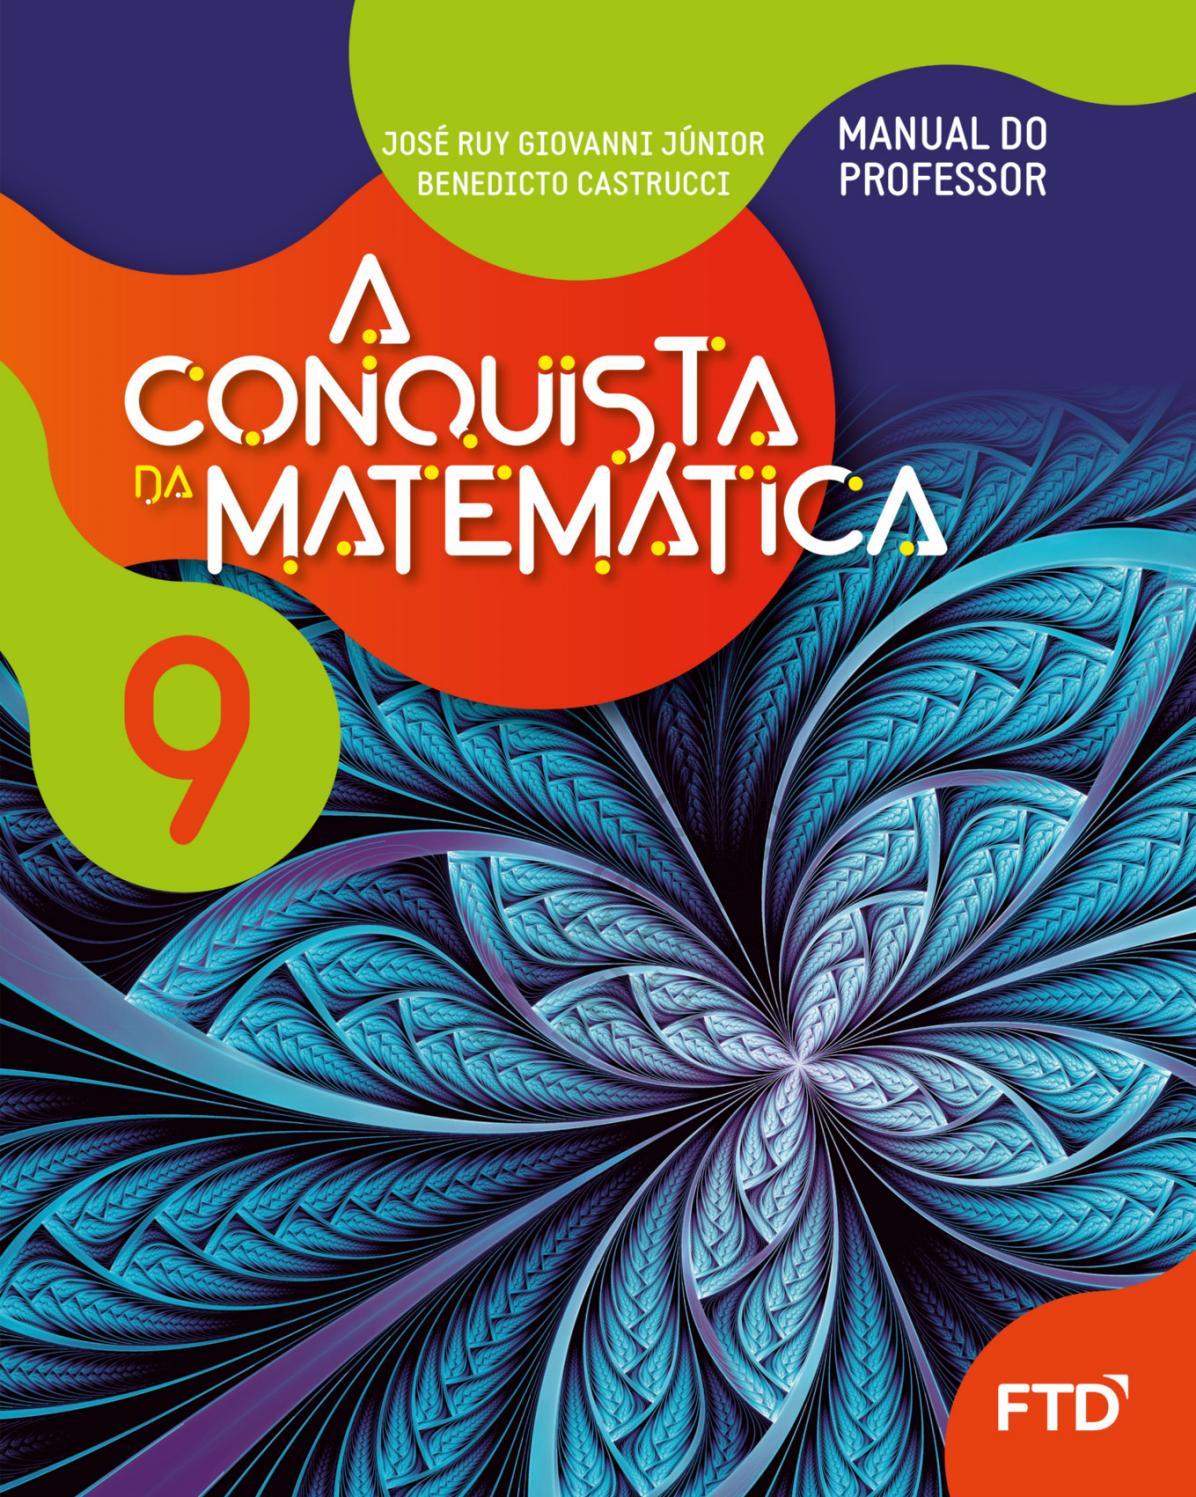 JOSÉ RUY GIOVANNI JÚNIOR
BENEDICTO CASTRUCCI
MANUAL DO
PROFESSOR
A
CONQUISTA
DA MATEMÁTICA
9
FTD